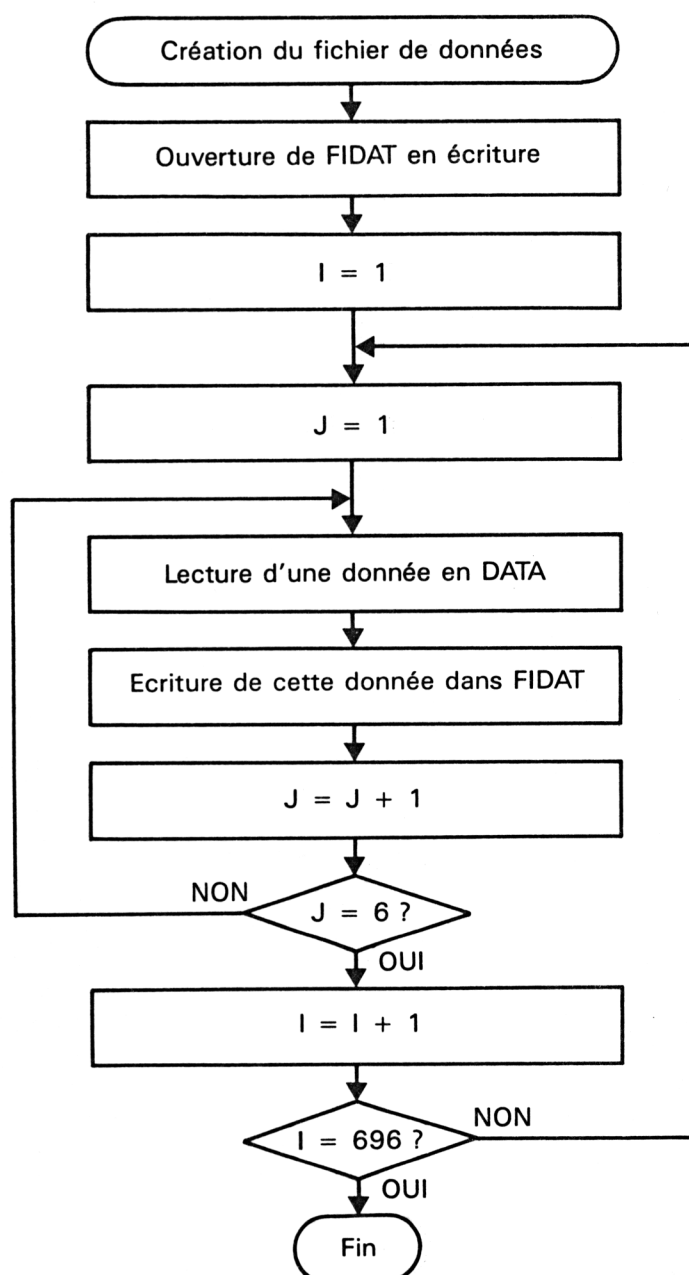 Création du fichier de données
Ouverture de FIDAT en écriture
I = 1
J = 1
Lecture d'une donnée en DATA
Ecriture de cette donnée dans FIDAT
J = J + 1
NON
J = 6 ?
OUI
I = I + 1
I = 696 ?
NON
OUI
Fin